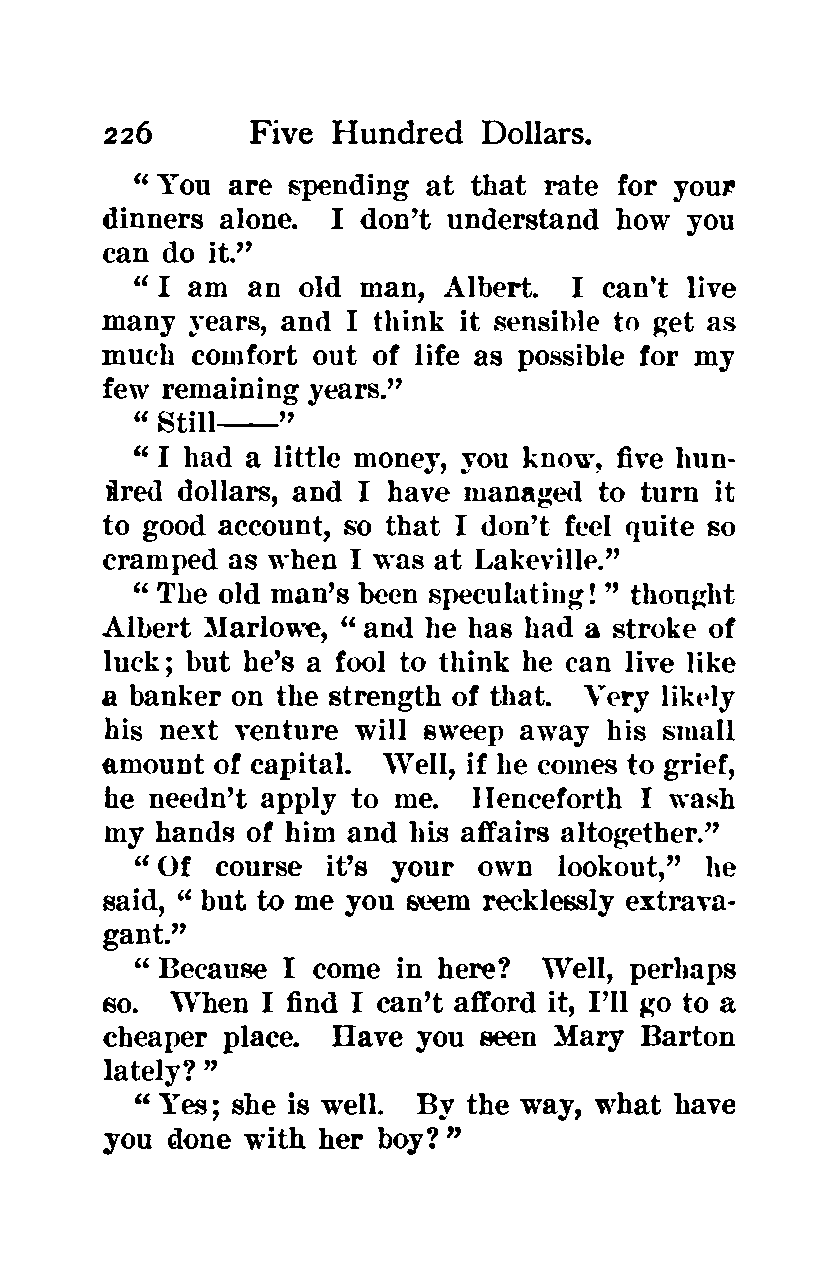 226 Five Hundred Dollars.
“ You are spending at that rate for your
dinners alone. I don’t understand how you
can do it.”
“ I am an old man, Albert. I can’t live
many years, and I think it sensible to get as
much comfort out of life as possible for my
few remaining years.”
“ Still——”
“ I had a little money, you know, five hun-
dred dollars, and I have managed to turn it
to good account, so that I don’t feel quite so
cramped as when I was at Lakeville.”
“ The old man’s been speculating! ” thought
Albert Marlowe, “ and he has had a stroke of
luck; but he’s a fool to think he can live like
a banker on the strength of that. Very likely
his next venture will sweep away his small
amount of capital. Well, if he comes to grief,
he needn’t apply to me. Henceforth I wash
my hands of him and his affairs altogether.”
“ Of course it’s your own lookout,” he
said, “ but to me you seem recklessly extrava-
gant.”
“ Because I come in here? Well, perhaps
so. When I find I can’t afford it, I’ll go to a
cheaper place. Have you seen Mary Barton
lately? ”
“ Yes; she is well. By the way, what have
you done with her boy? ”